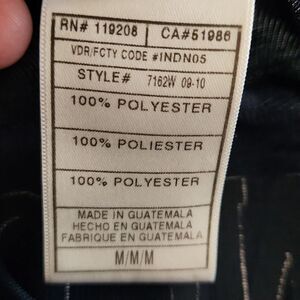 RN# 119208 CA#51986
VDR/FCTY CODE #INDN05
STYLE# 7162W 09-10
100% POLYESTER
100% POLIESTER
100% POLYESTER
MADE IN GUATEMALA
HECHO EN GUATEMALA
FABRIQUE EN GUATEMALA
M/M/M